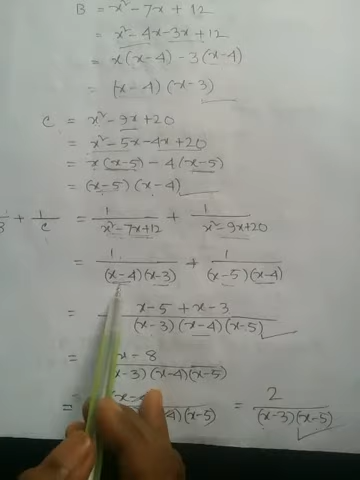 B = x² - 7x + 12
= x² - 4x - 3x + 12
= x(x-4) - 3(x-4)
= (x-4)(x-3)
C = x² - 9x + 20
= x² - 5x - 4x + 20
= x(x-5) - 4(x-5)
= (x-5)(x-4)
1/B + 1/C = 1/(x² - 7x + 12) + 1/(x² - 9x + 20)
= 1/((x-4)(x-3)) + 1/((x-5)(x-4))
= (x-5+x-3)/((x-3)(x-4)(x-5))
= x-8/(x-3)(x-4)(x-5)
= (x-5) = 2/((x-3)(x-5))